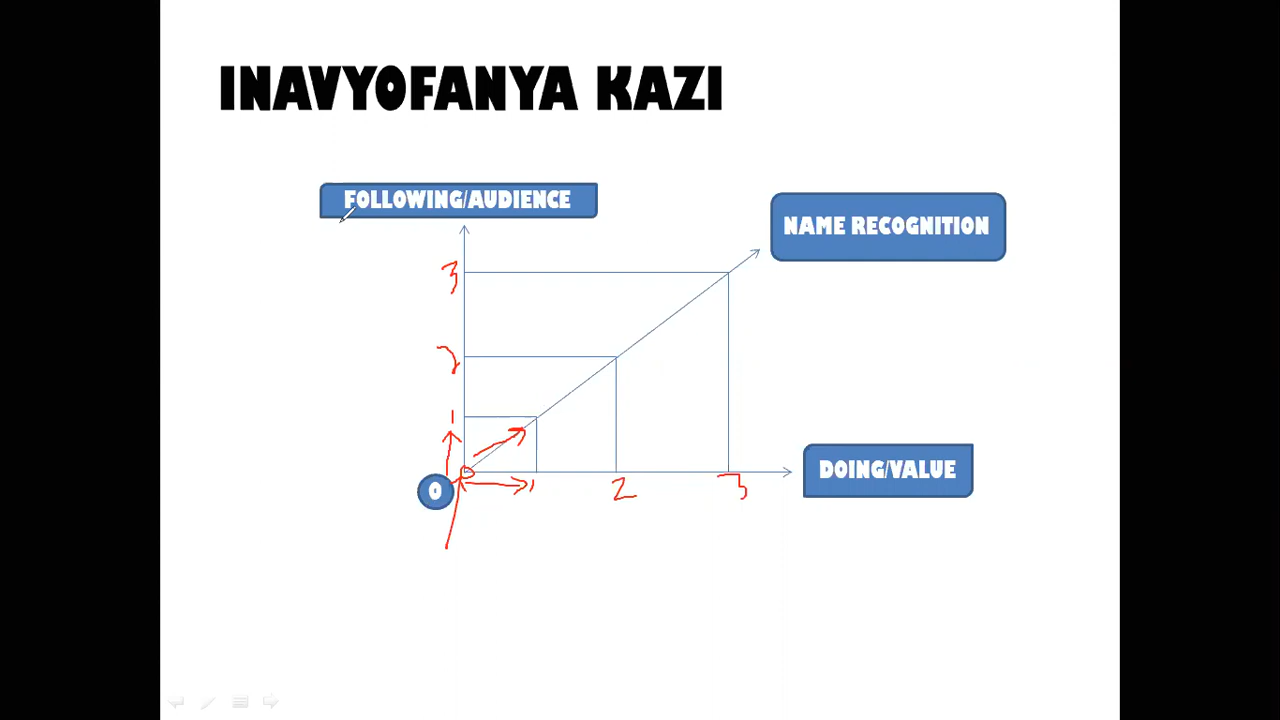 INAVYOFANYA KAZI
FOLLOWING/AUDIENCE
NAME RECOGNITION
3
2
1
0
1
2
3
DOING/VALUE